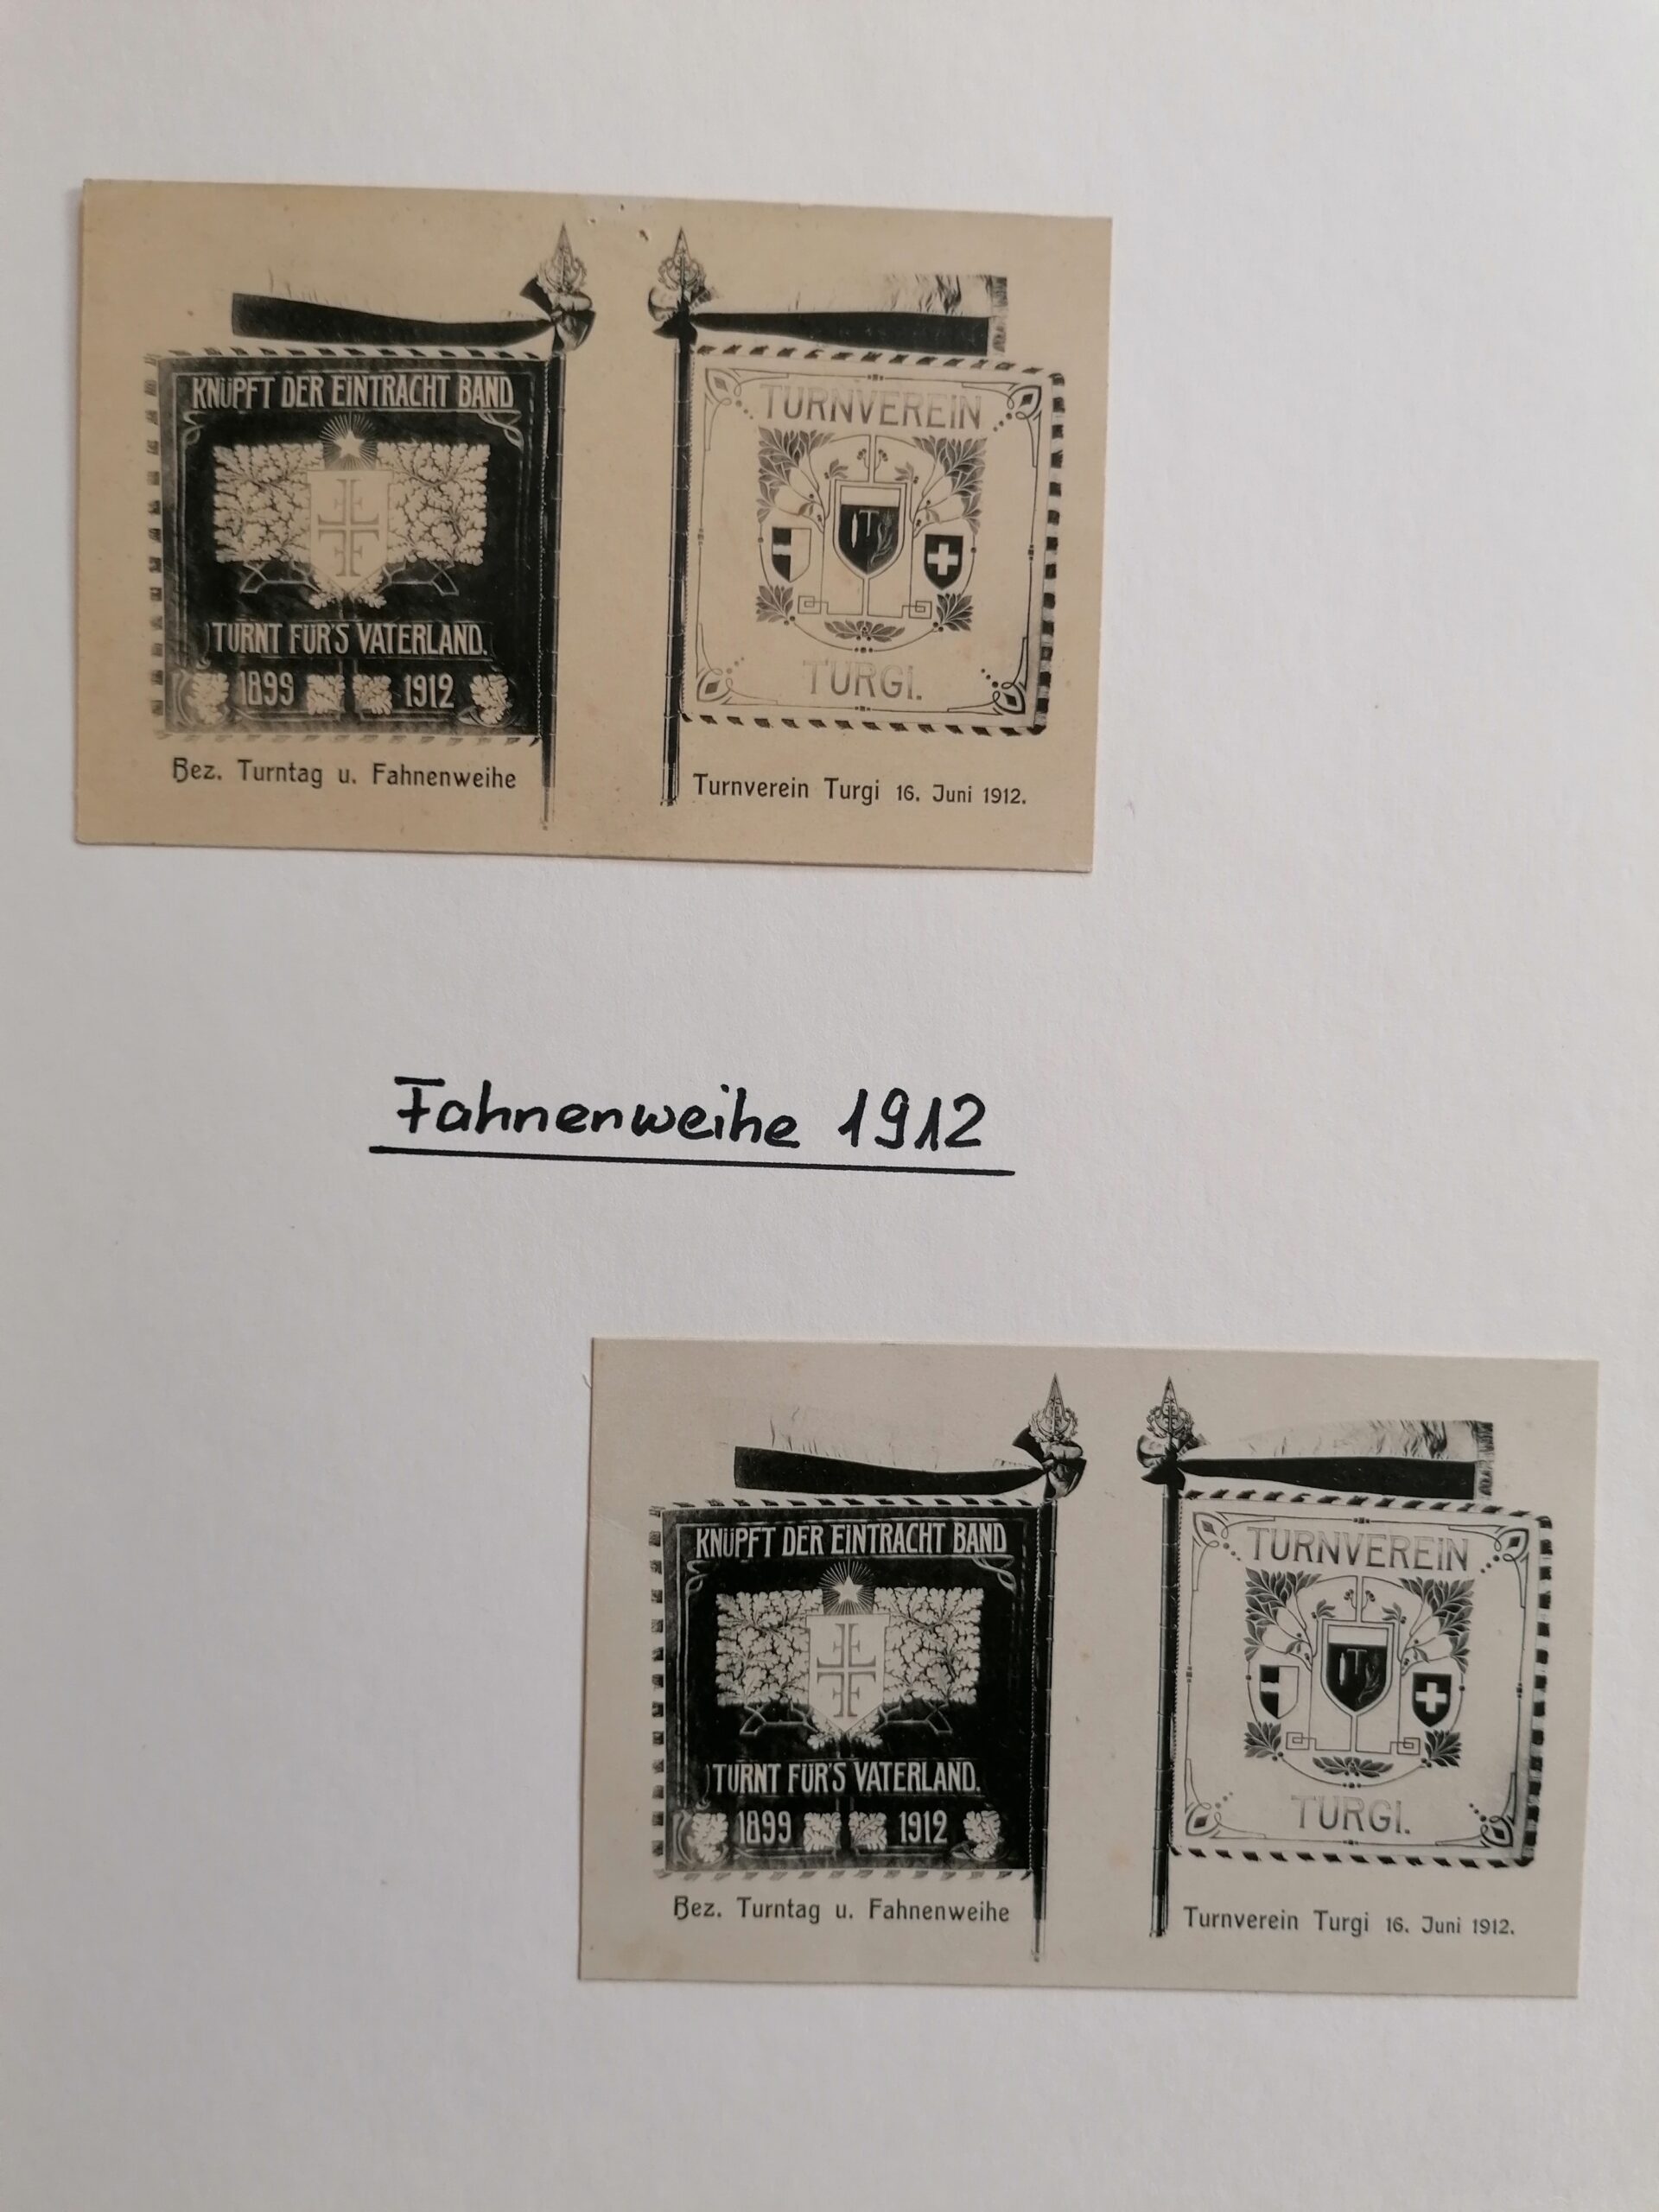 KNÜPFT DER EINTRACHT BAND
TURNT FÜR'S VATERLAND.
1899 1912
Bez. Turntag u. Fahnenweihe
TURNVEREIN
TURGI.
Turnverein Turgi 16. Juni 1912.
Fahnenweihe 1912
KNÜPFT DER EINTRACHT BAND
TURNT FÜR'S VATERLAND.
1899 1912
Bez. Turntag u. Fahnenweihe
TURNVEREIN
TURGI.
Turnverein Turgi 16. Juni 1912.